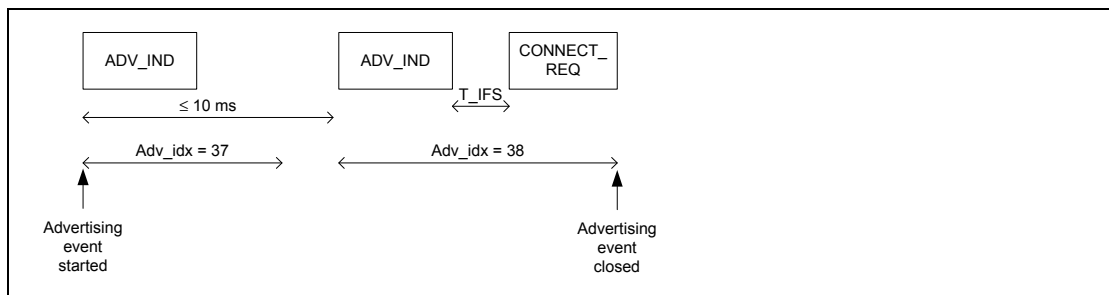 ADV_IND
ADV_IND
CONNECT_
REQ
T_IFS
≤ 10 ms
Adv_idx = 37
Adv_idx = 38
Advertising
event
started
Advertising
event
closed